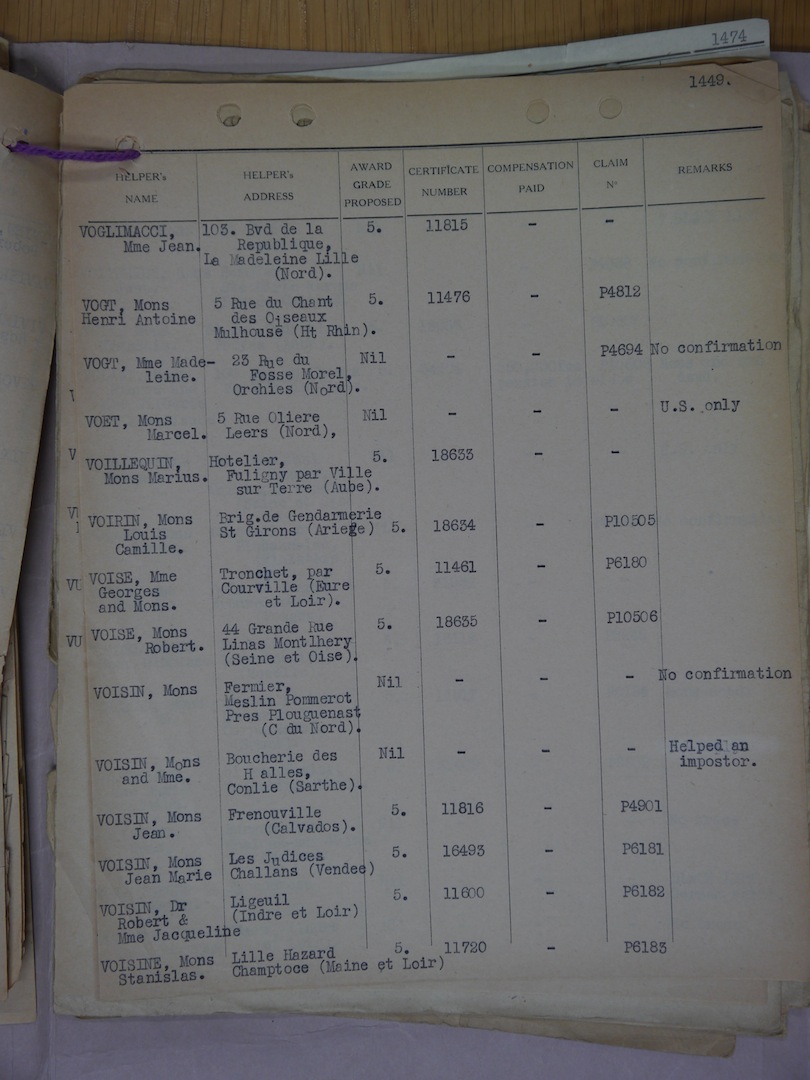 1474
1449.
HELPER's NAME HELPER's ADDRESS AWARD GRADE PROPOSED CERTIFICATE NUMBER COMPENSATION PAID CLAIM Nº REMARKS
VOGLIMACCI, 103. Bvd de la 5. 11815 - -
Mme Jean. Republique,
La Madeleine Lille
(Nord).
VOGT, Mons 5 Rue du Chant 5. 11476 - P4812
Henri Antoine des Oiseaux
Mulhouse (Ht Rhin).
VOGT, Mme Made- 23 Rue du Nil - - P4694 No confirmation
leine. Fosse Morel,
Orchies (Nord).
VOET, Mons 5 Rue Oliere Nil - - - U.S. only
Marcel. Leers (Nord),
VOILLEQUIN, Hotelier, 5. 18633 - -
Mons Marius. Fuligny par Ville
sur Terre (Aube).
VOIRIN, Mons Brig.de Gendarmerie
Louis St Girons (Ariege) 5. 18634 - P10505
Camille.
VOISE, Mme Tronchet, par 5. 11461 - P6180
Georges Courville (Eure
and Mons. et Loir).
VOISE, Mons 44 Grande Rue 5. 18635 - P10506
Robert. Linas Montlhery
(Seine et Oise).
VOISIN, Mons Fermier, Nil - - - No confirmation
Meslin Pommerot
Pres Plouguenast
(C du Nord).
VOISIN, Mons Boucherie des Nil - - - Helped an
and Mme. H alles, impostor.
Conlie (Sarthe).
VOISIN, Mons Frenouville 5. 11816 - P4901
Jean. (Calvados).
VOISIN, Mons Les Judices 5. 16493 - P6181
Jean Marie Challans (Vendee)
VOISIN, Dr Ligeuil 5. 11600 - P6182
Robert & (Indre et Loir)
Mme Jacqueline
VOISINE, Mons Lille Hazard 5. 11720 - P6183
Stanislas. Champtoce (Maine et Loir)